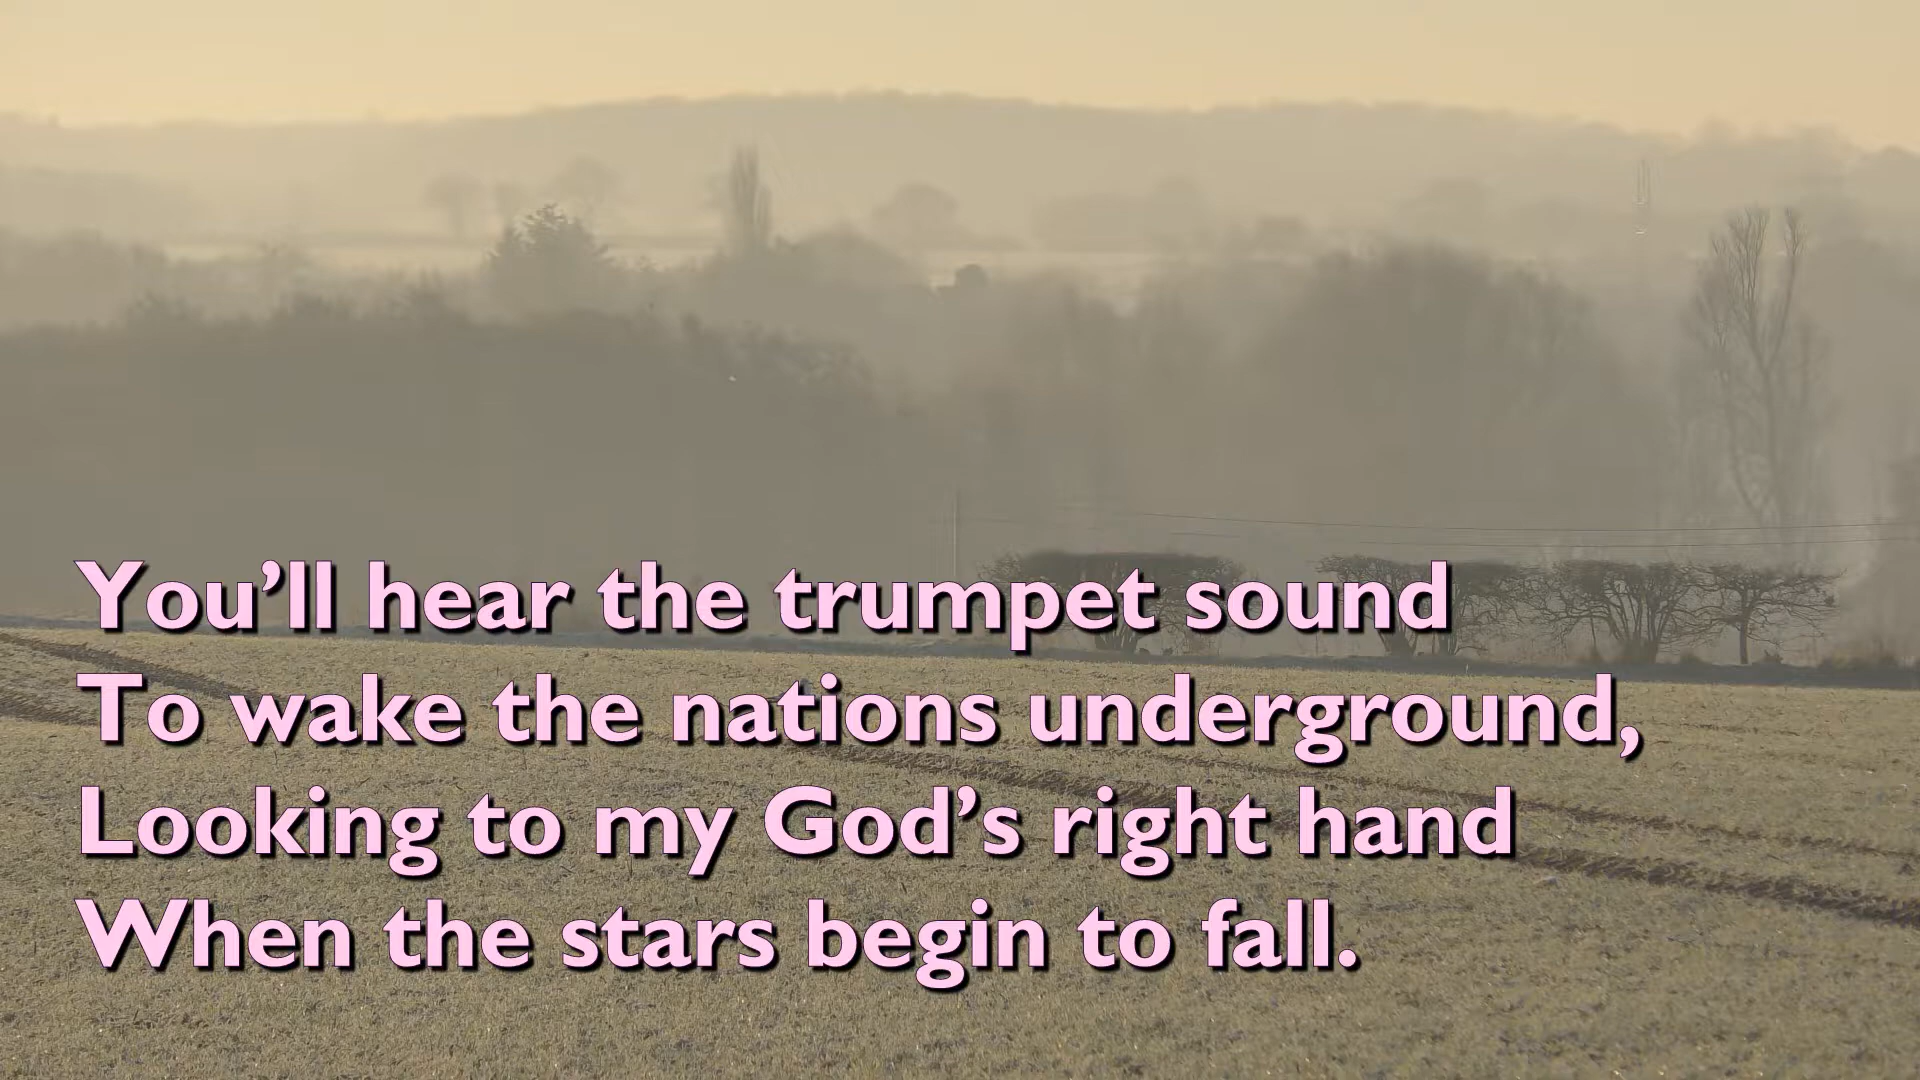 You’ll hear the trumpet sound
To wake the nations underground,
Looking to my God’s right hand
When the stars begin to fall.